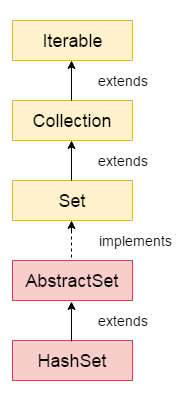 Iterable
extends
Collection
extends
Set
implements
AbstractSet
extends
HashSet